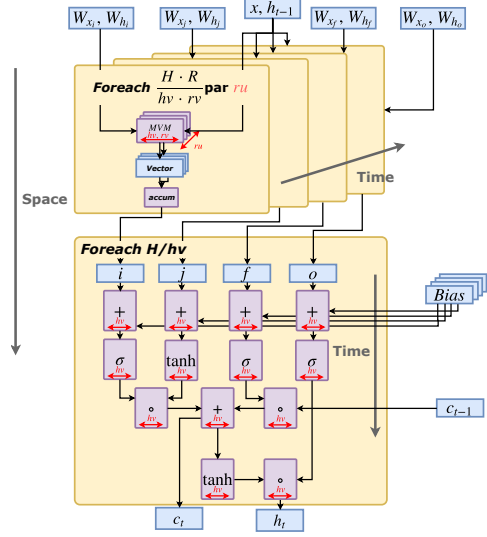 W_{x_i}, W_{h_i}
W_{x_j}, W_{h_j}
x, h_{t-1}
W_{x_f}, W_{h_f}
W_{x_o}, W_{h_o}
Foreach \frac{H · R}{hv · rv} par ru
MVM
hv, rv
ru
Vector
accum
Time
Space
Foreach H/hv
i
j
f
o
Bias
+
hv
+
hv
+
hv
+
hv
Time
σ
hv
tanh
hv
σ
hv
σ
hv
∘
hv
+
hv
∘
hv
c_{t-1}
tanh
hv
∘
hv
c_t
h_t